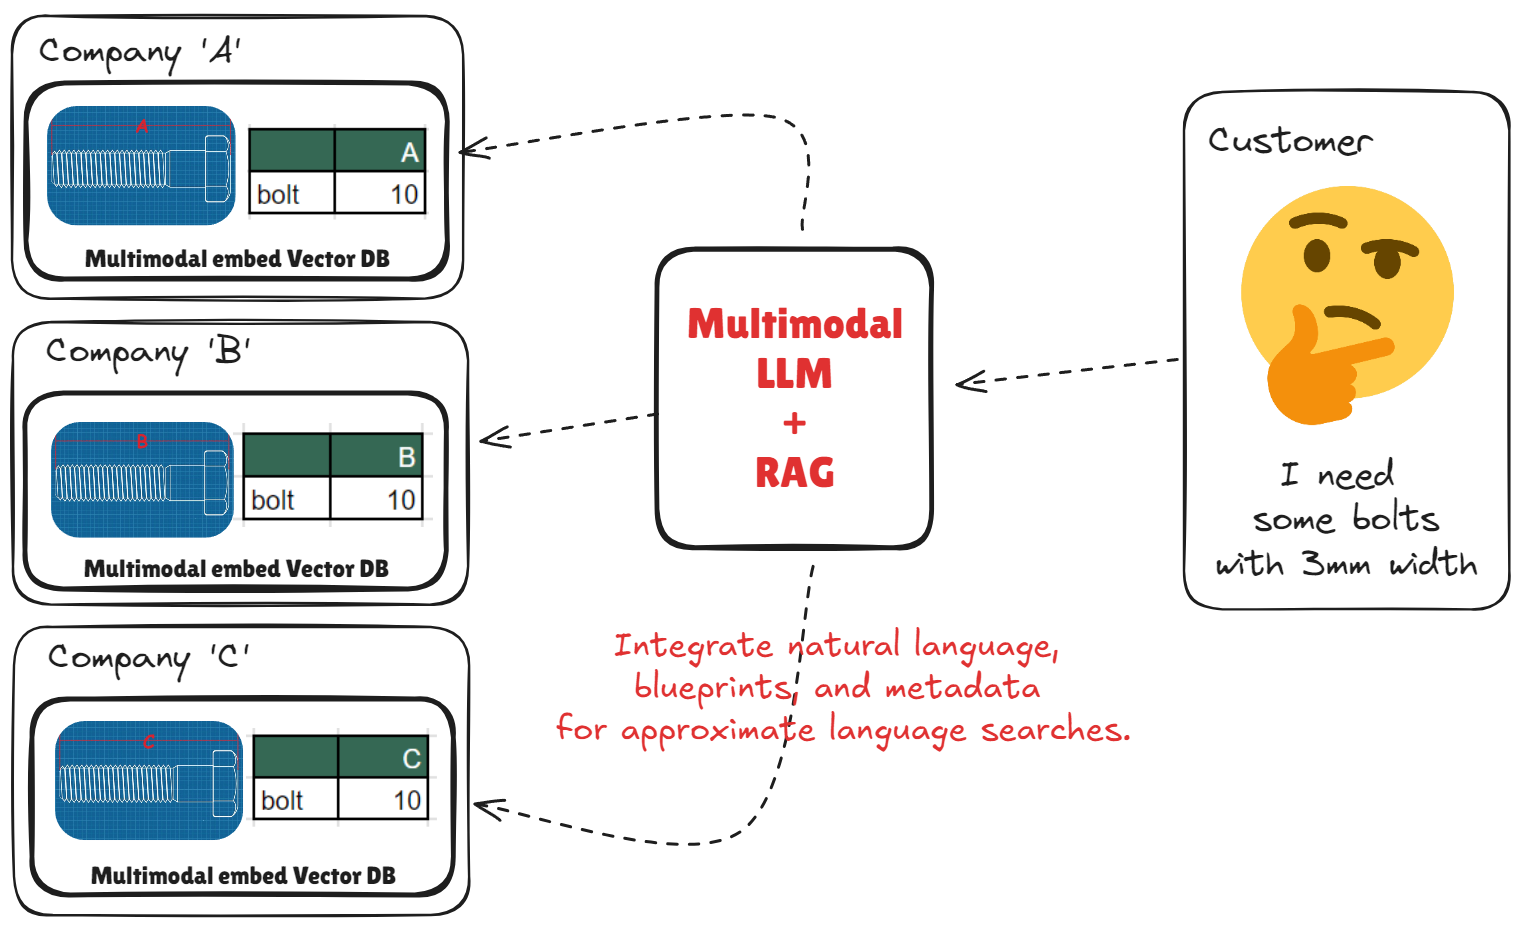 Company 'A'
A
A
bolt 10
Multimodal embed Vector DB
Company 'B'
B
B
bolt 10
Multimodal embed Vector DB
Company 'C'
C
C
bolt 10
Multimodal embed Vector DB
Multimodal
LLM
+
RAG
Integrate natural language,
blueprints, and metadata
for approximate language searches.
Customer
I need
some bolts
with 3mm width